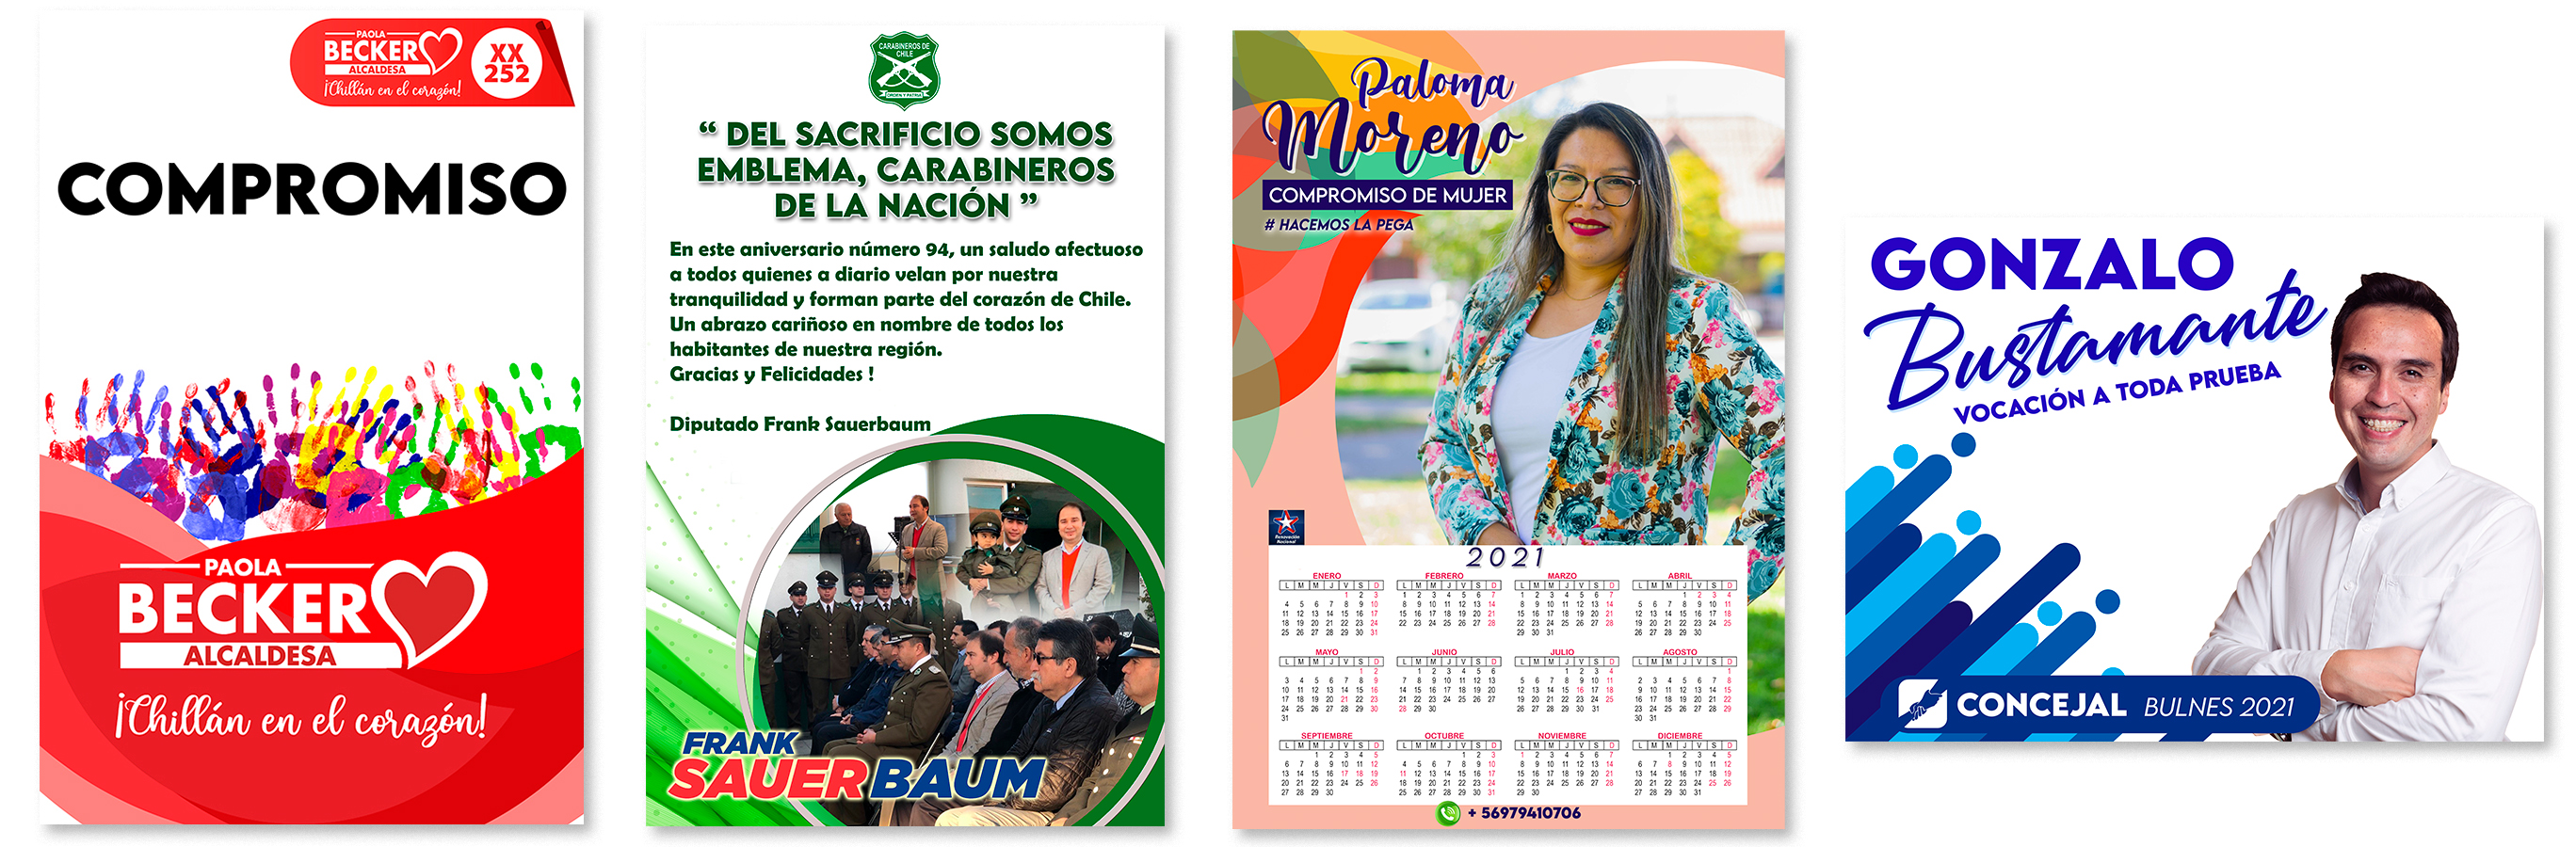 PAOLA
BECKER
ALCALDESA
¡Chillán en el corazón!
XX
252
COMPROMISO
PAOLA
BECKER
ALCALDESA
¡Chillán en el corazón!
CARABINEROS DE
CHILE
ORDEN Y PATRIA
“ DEL SACRIFICIO SOMOS
EMBLEMA, CARABINEROS
DE LA NACIÓN ”
En este aniversario número 94, un saludo afectuoso
a todos quienes a diario velan por nuestra
tranquilidad y forman parte del corazón de Chile.
Un abrazo cariñoso en nombre de todos los
habitantes de nuestra región.
Gracias y Felicidades !
Diputado Frank Sauerbaum
FRANK
SAUERBAUM
Paloma
Moreno
COMPROMISO DE MUJER
# HACEMOS LA PEGA
Renovación
Nacional
2021
ENERO FEBRERO MARZO ABRIL
MAYO JUNIO JULIO AGOSTO
SEPTIEMBRE OCTUBRE NOVIEMBRE DICIEMBRE
+ 56979410706
GONZALO
Bustamante
VOCACIÓN A TODA PRUEBA
CONCEJAL BULNES 2021